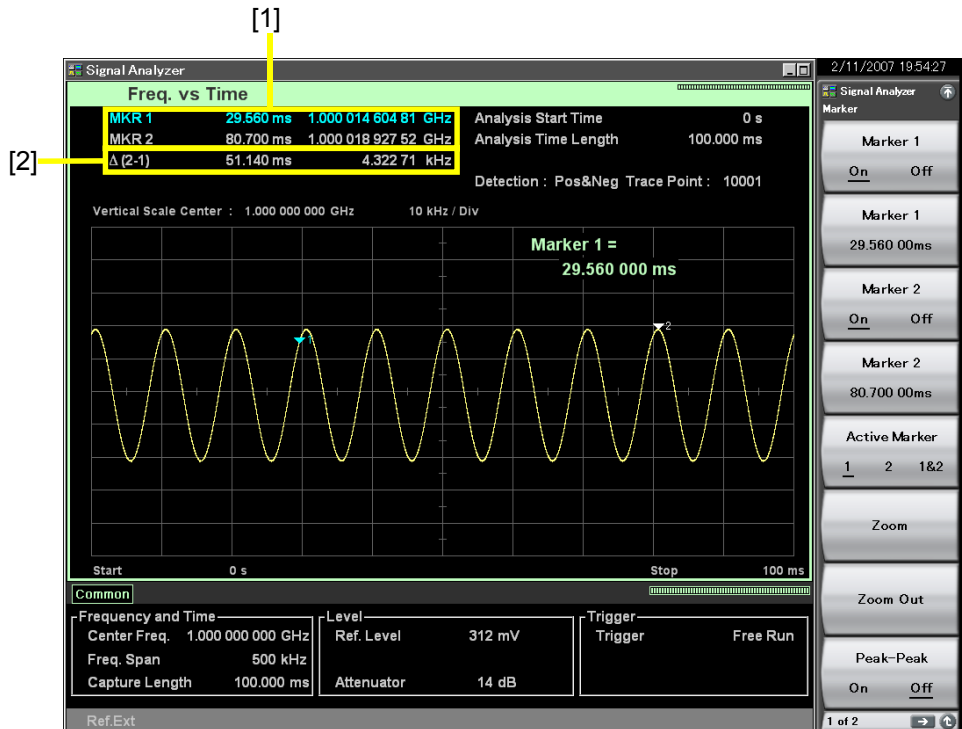 [1]
[2]
Signal Analyzer
2/11/2007 19:54:27
Freq. vs Time
MKR 1 29.560 ms 1.000 014 604 81 GHz
MKR 2 80.700 ms 1.000 018 927 52 GHz
Δ (2-1) 51.140 ms 4.322 71 kHz
Analysis Start Time 0 s
Analysis Time Length 100.000 ms
Detection : Pos&Neg Trace Point : 10001
Vertical Scale Center : 1.000 000 000 GHz 10 kHz / Div
Marker 1 =
29.560 000 ms
1
2
Start 0 s Stop 100 ms
Common
Frequency and Time
Center Freq. 1.000 000 000 GHz
Freq. Span 500 kHz
Capture Length 100.000 ms
Level
Ref. Level 312 mV
Attenuator 14 dB
Trigger
Trigger Free Run
Ref.Ext
Signal Analyzer
Marker
Marker 1
On Off
Marker 1
29.560 00ms
Marker 2
On Off
Marker 2
80.700 00ms
Active Marker
1 2 1&2
Zoom
Zoom Out
Peak-Peak
On Off
1 of 2